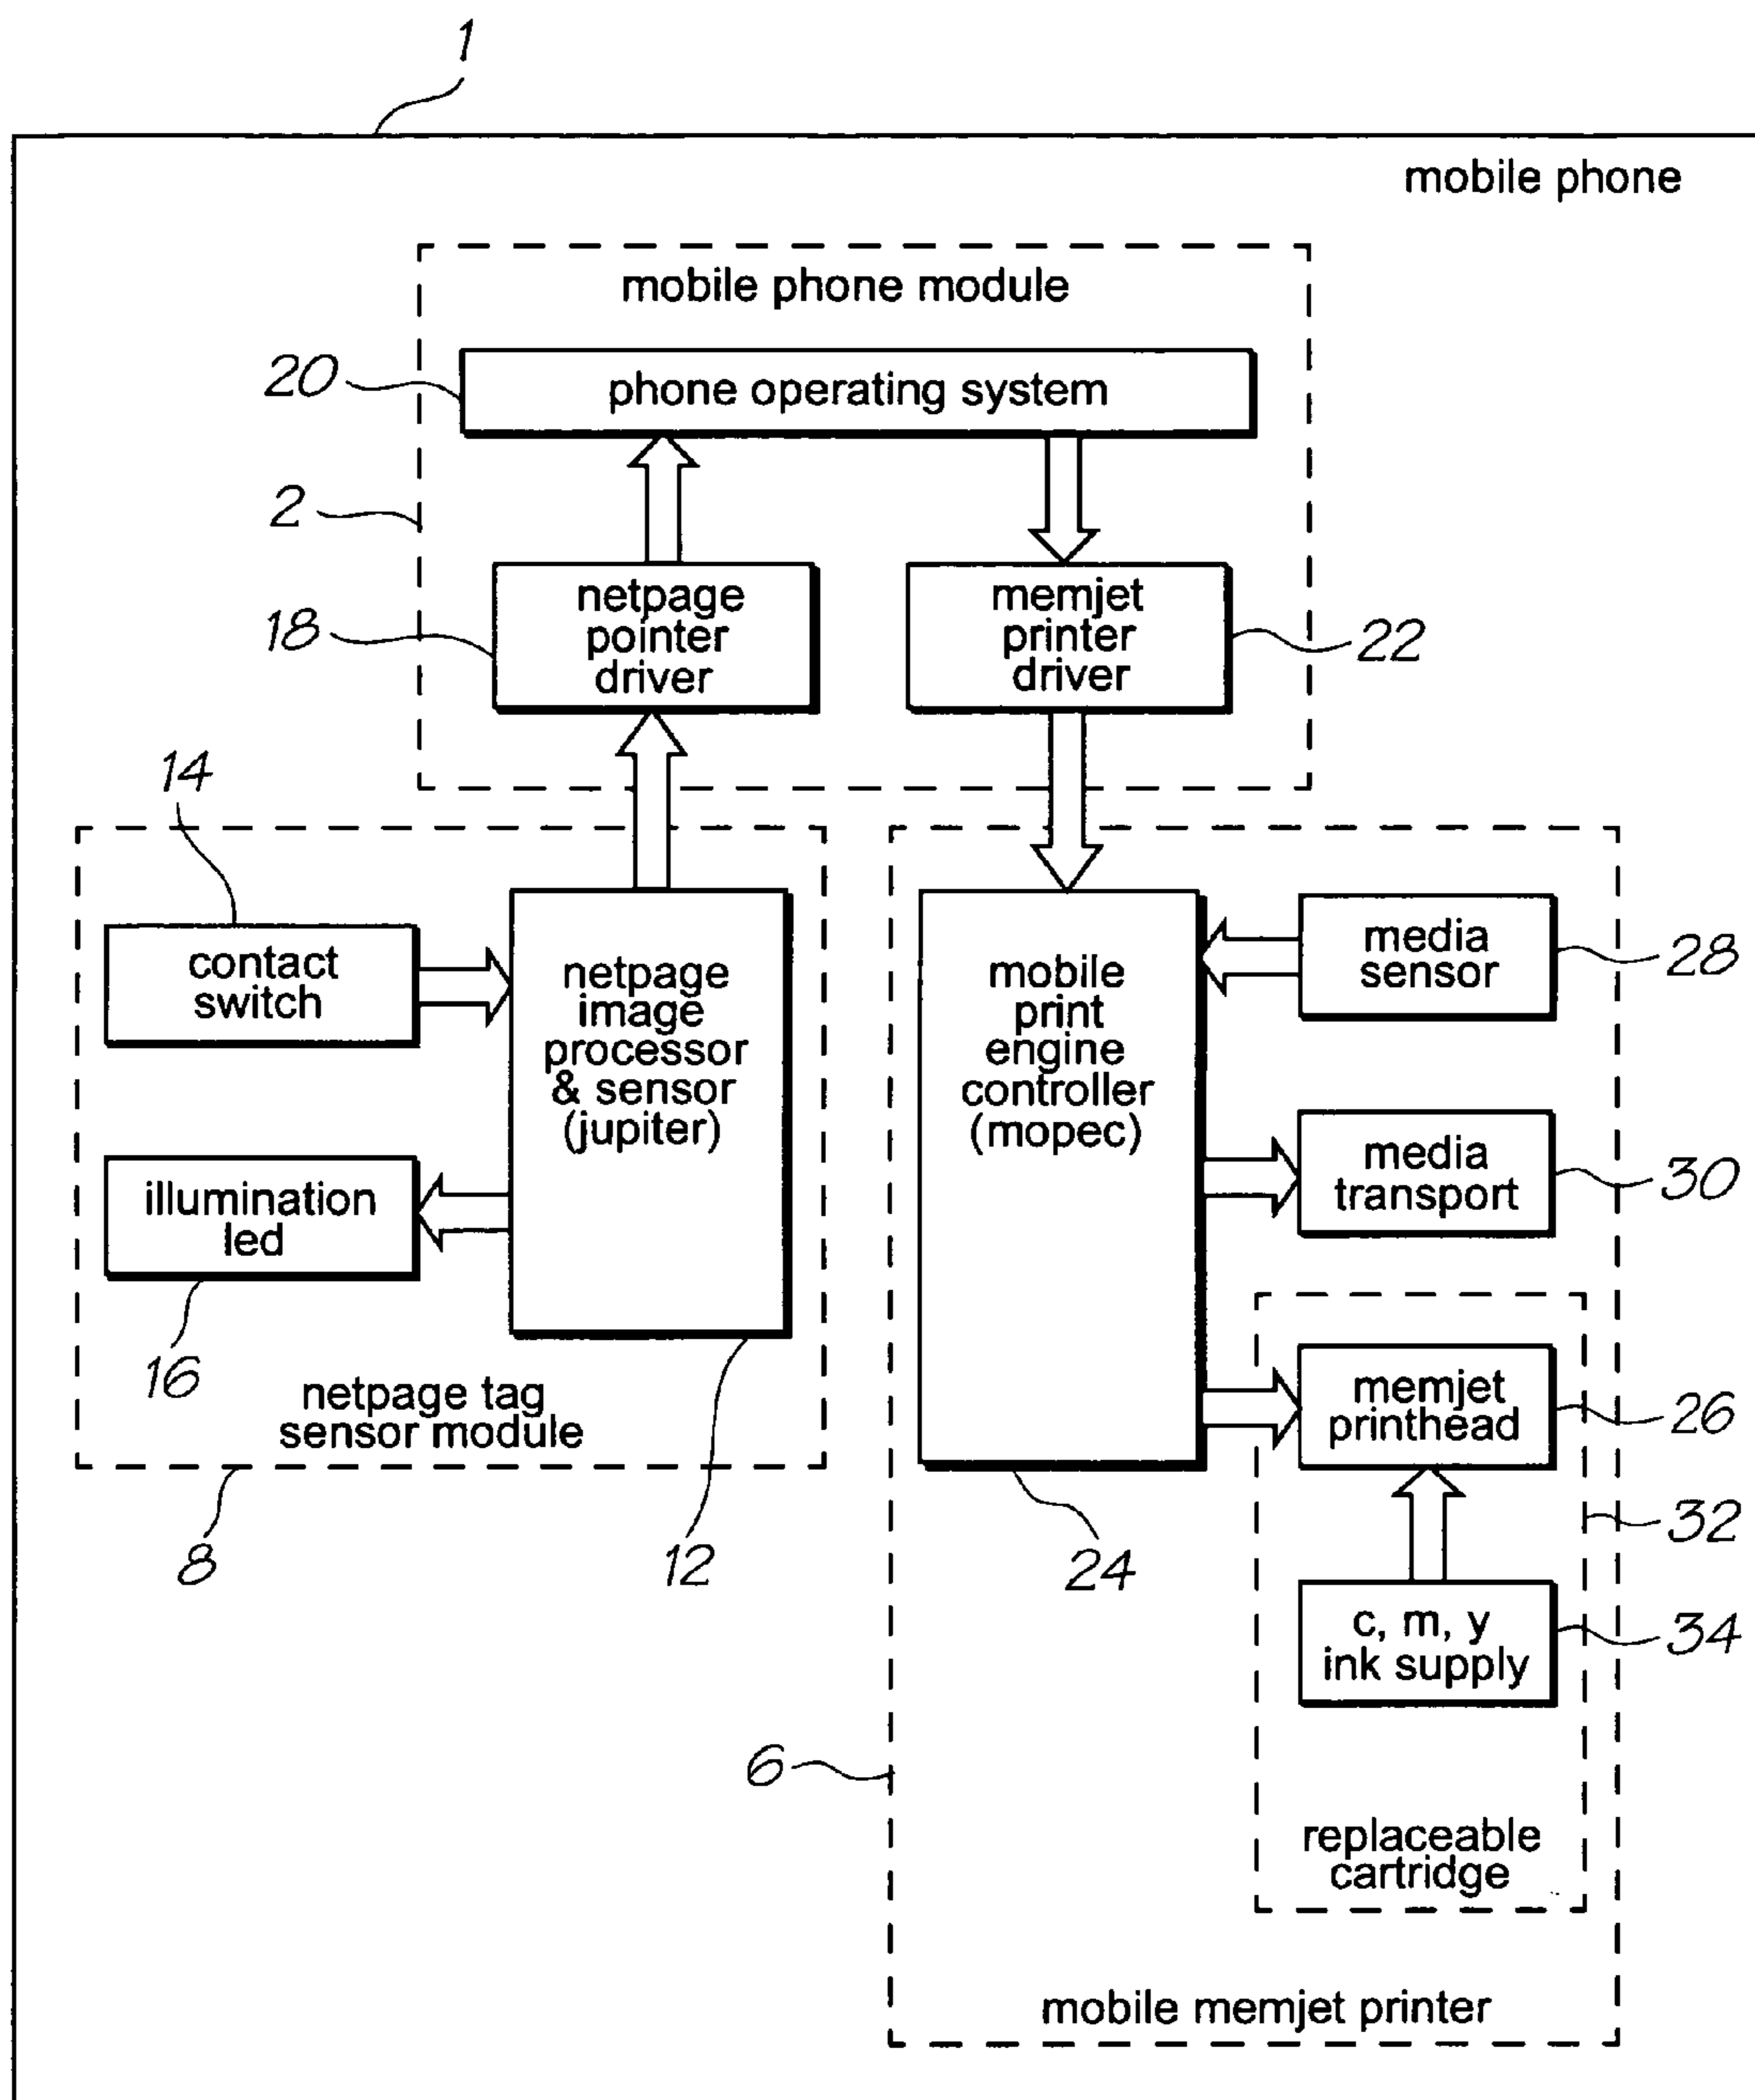 1
mobile phone
mobile phone module
20
phone operating system
2
18
netpage
pointer
driver
memjet
printer
driver
22
14
contact
switch
netpage
image
processor
& sensor
(jupiter)
illumination
led
16
netpage tag
sensor module
8
12
mobile
print
engine
controller
(mopec)
media
sensor
28
media
transport
30
memjet
printhead
26
32
24
c, m, y
ink supply
34
6
replaceable
cartridge
mobile memjet printer